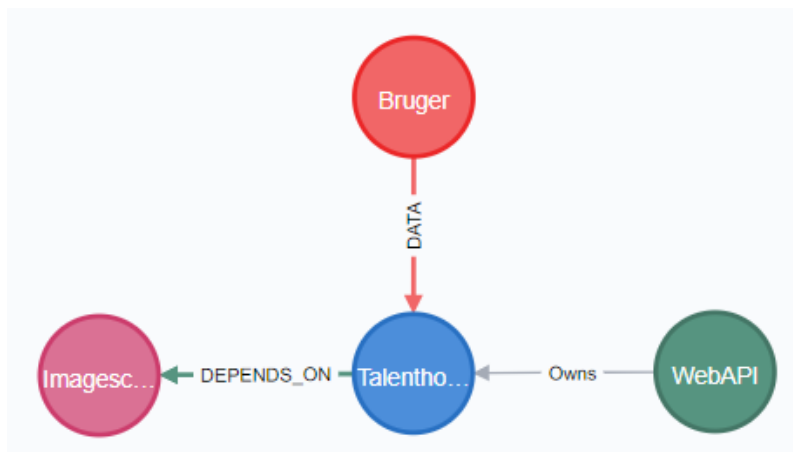 Bruger
DATA
Imagesc...
DEPENDS_ON
Talentho...
Owns
WebAPI